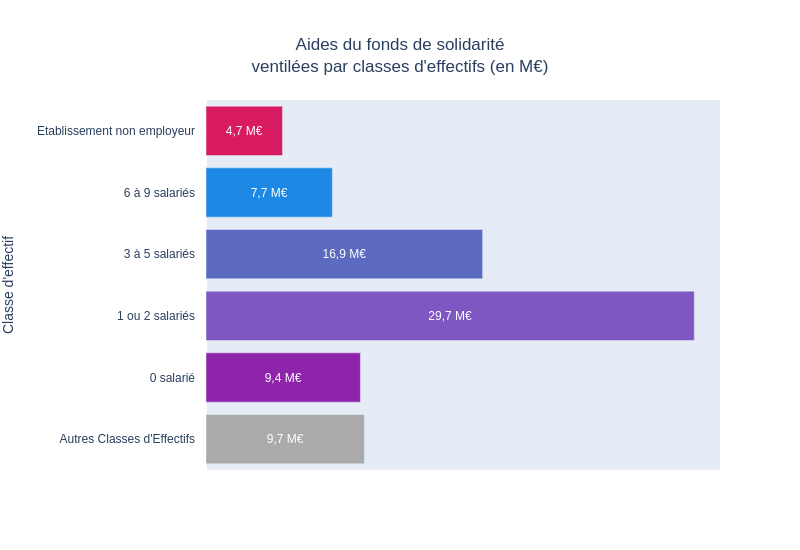 Aides du fonds de solidarité
ventilées par classes d'effectifs (en M€)
Classe d'effectif
Etablissement non employeur
4,7 M€
6 à 9 salariés
7,7 M€
3 à 5 salariés
16,9 M€
1 ou 2 salariés
29,7 M€
0 salarié
9,4 M€
Autres Classes d'Effectifs
9,7 M€